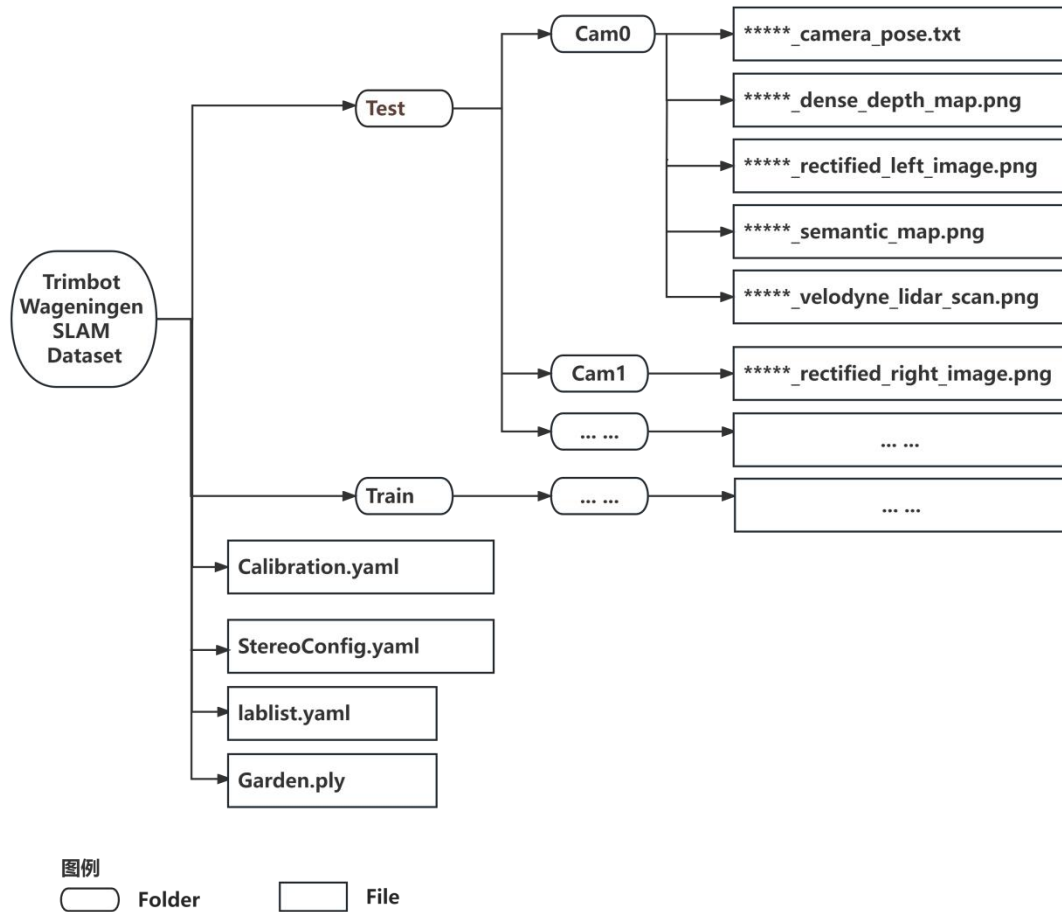 Cam0
*****_camera_pose.txt
Test
*****_dense_depth_map.png
*****_rectified_left_image.png
*****_semantic_map.png
Trimbot
Wageningen
SLAM
Dataset
*****_velodyne_lidar_scan.png
Cam1
*****_rectified_right_image.png
... ...
... ...
Train
... ...
... ...
Calibration.yaml
StereoConfig.yaml
lablist.yaml
Garden.ply
图例
Folder
File